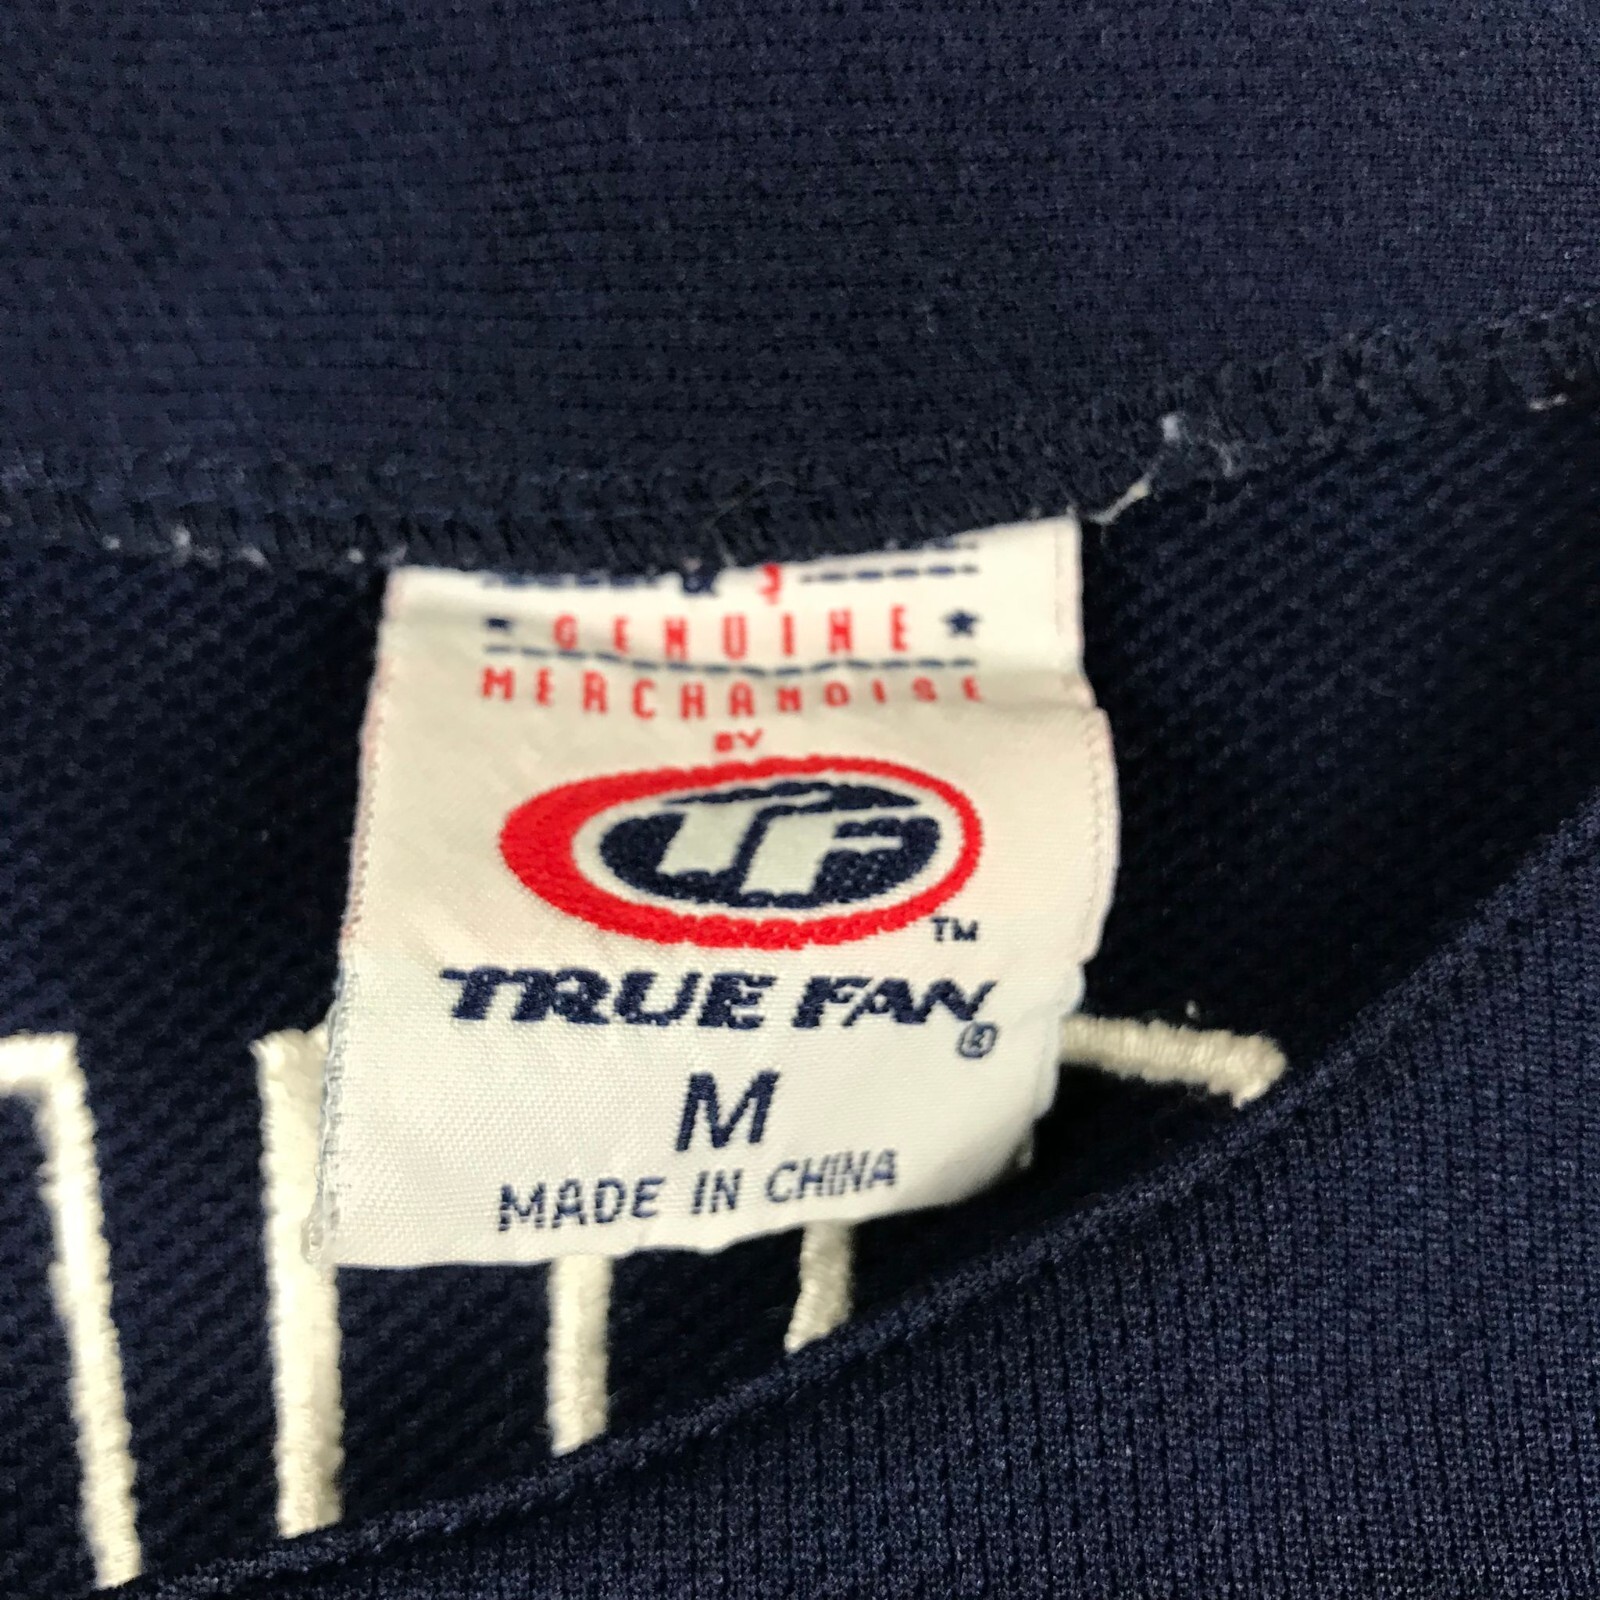 GENUINE
MERCHANDISE
BY
TF
TM
TRUE FAN®
M
MADE IN CHINA